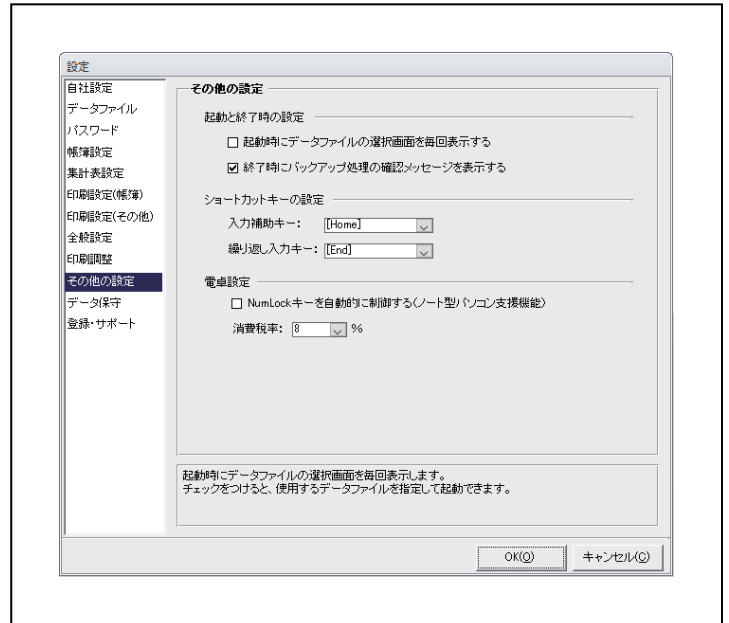 設定
自社設定
データファイル
パスワード
帳簿設定
集計表設定
印刷設定(帳簿)
印刷設定(その他)
全般設定
印刷調整
その他の設定
データ保守
登録・サポート
その他の設定
起動と終了時の設定
起動時にデータファイルの選択画面を毎回表示する
終了時にバックアップ処理の確認メッセージを表示する
ショートカットキーの設定
入力補助キー: [Home]
繰り返し入力キー: [End]
電卓設定
NumLockキーを自動的に制御する(ノート型パソコン支援機能)
消費税率: 8 %
起動時にデータファイルの選択画面を毎回表示します。
チェックをつけると、使用するデータファイルを指定して起動できます。
OK(O) キャンセル(C)